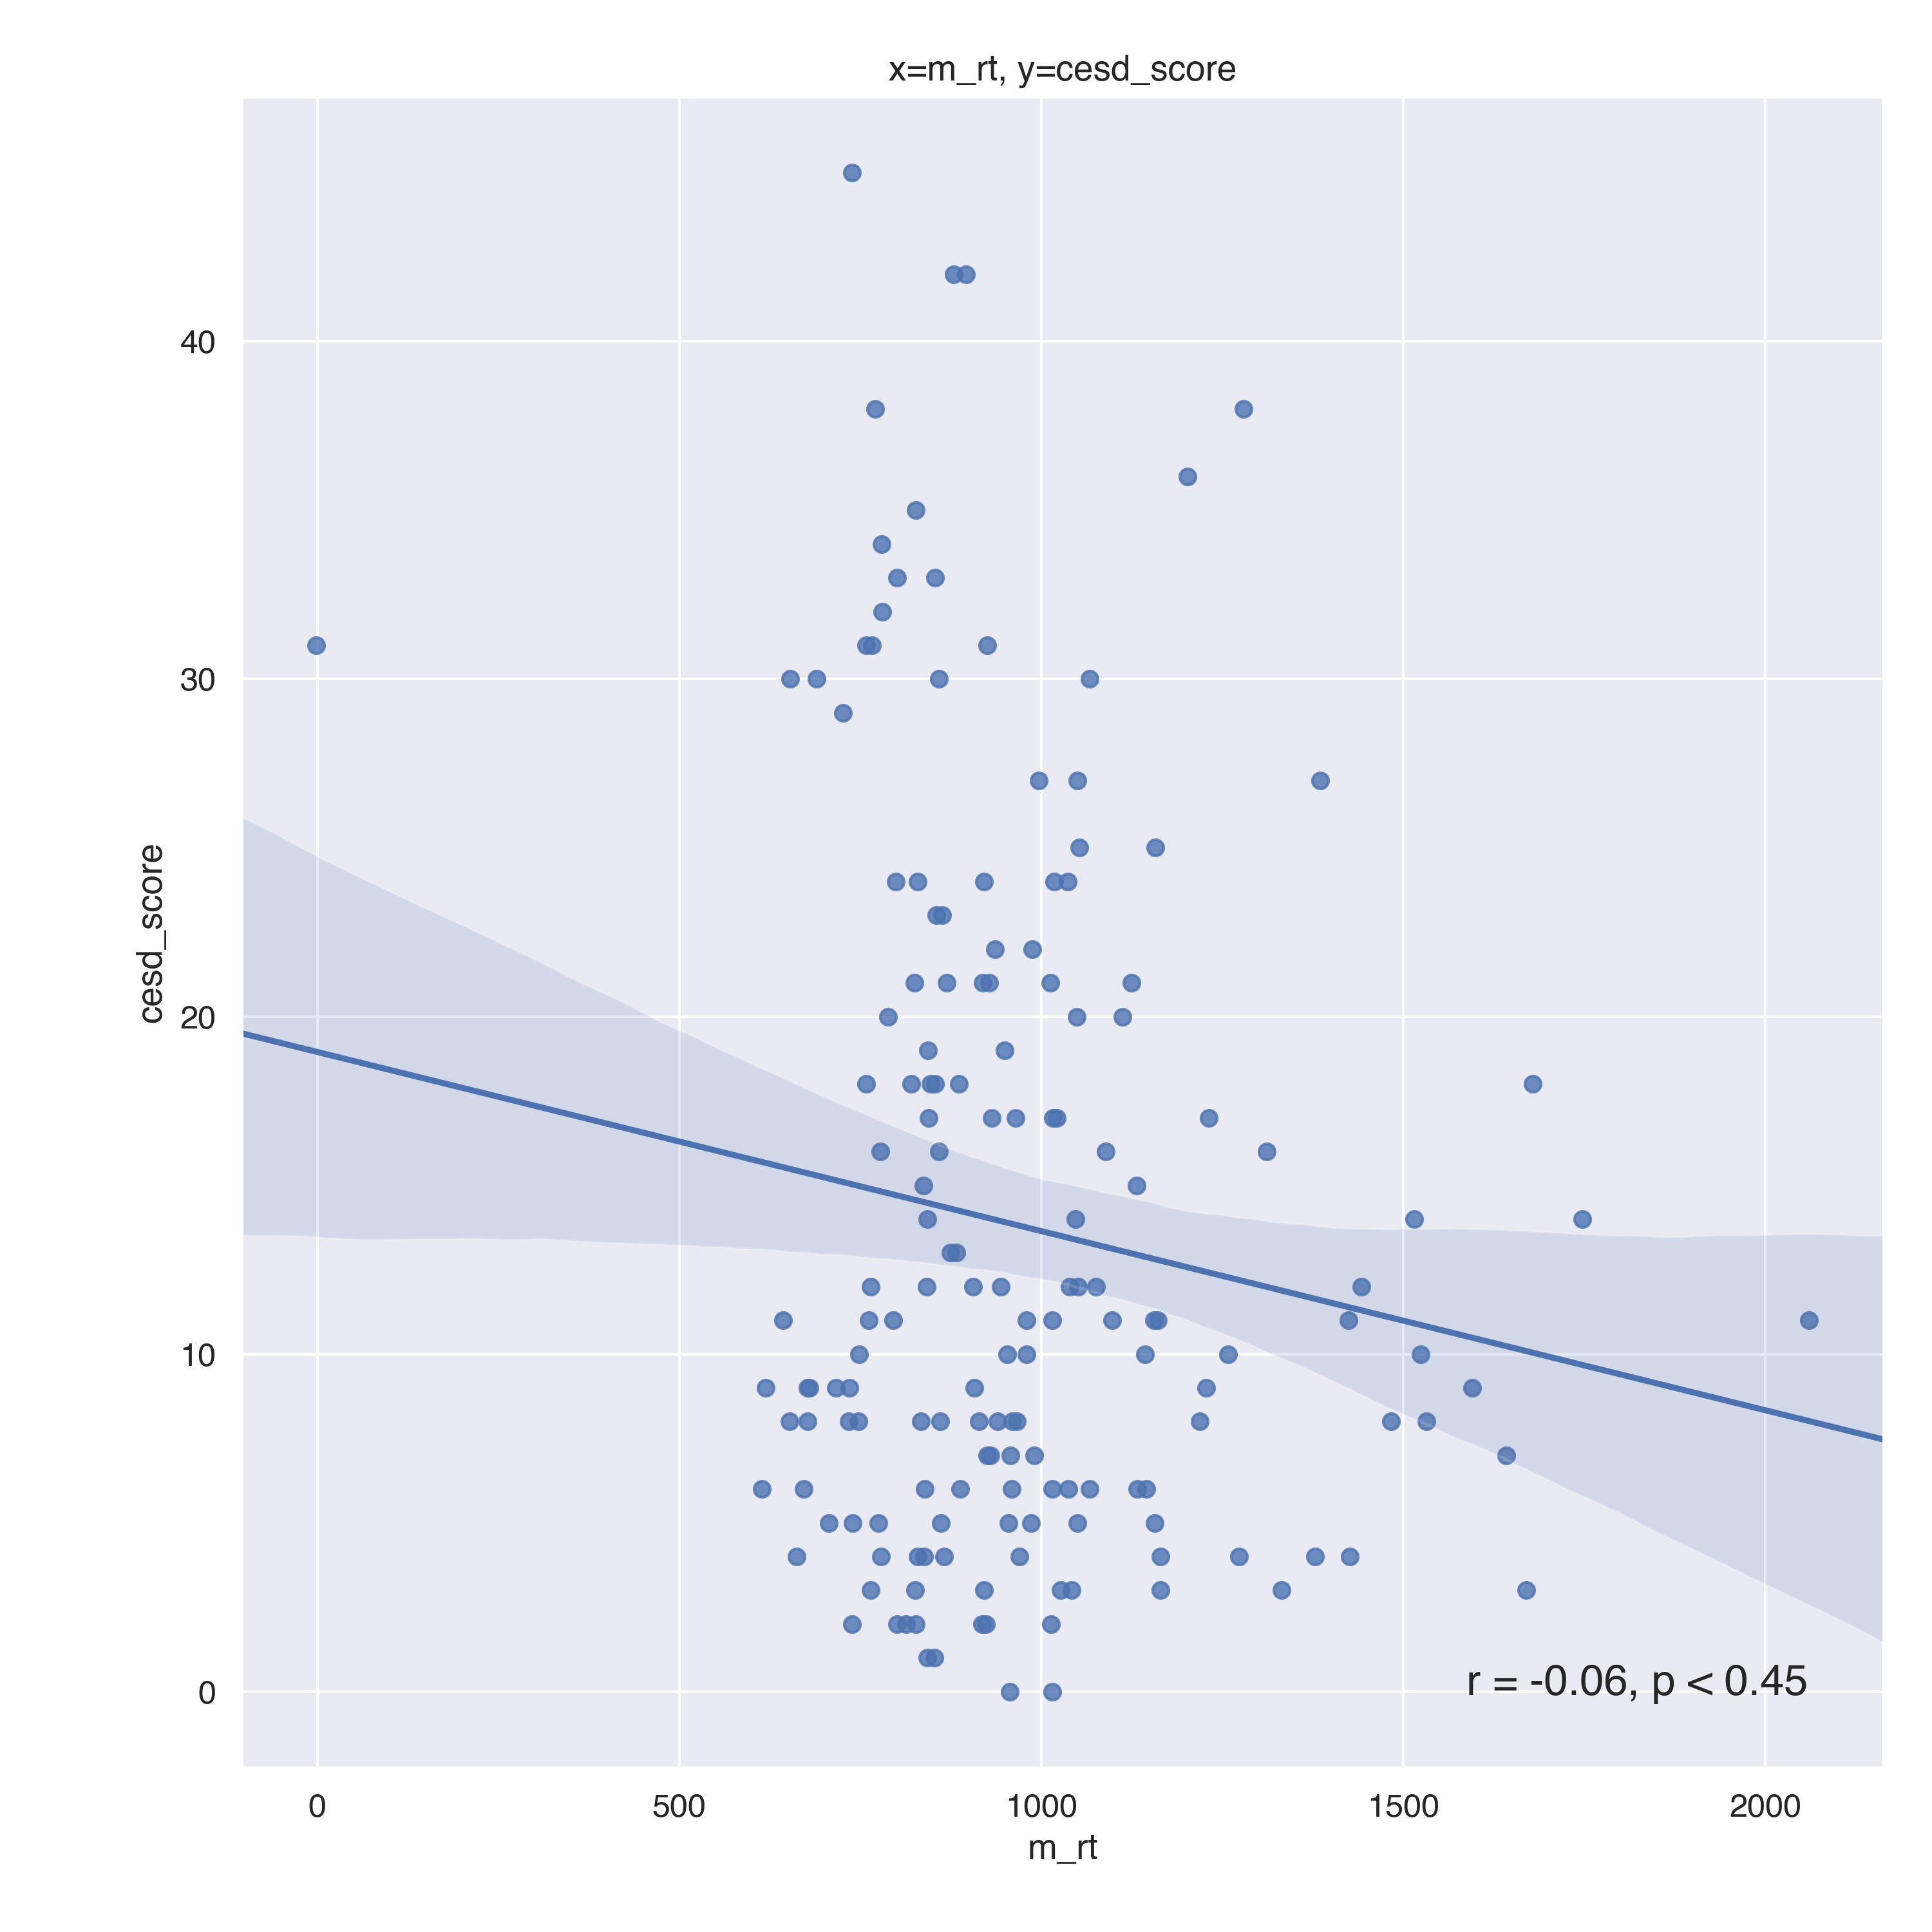 x=m_rt, y=cesd_score
cesd_score
40
30
20
10
0
r = -0.06, p < 0.45
0 500 1000 1500 2000
m_rt